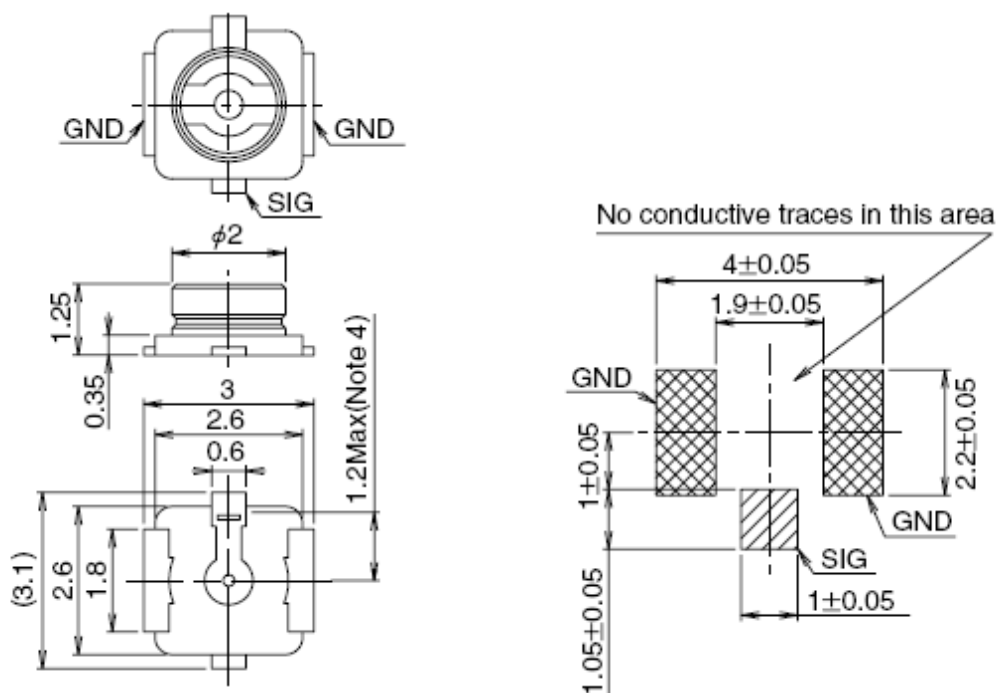 GND
GND
SIG
ϕ2
1.25
0.35
3
2.6
0.6
1.2Max(Note 4)
(3.1)
2.6
1.8
No conductive traces in this area
4±0.05
1.9±0.05
GND
1±0.05
2.2±0.05
GND
SIG
1±0.05
1.05±0.05